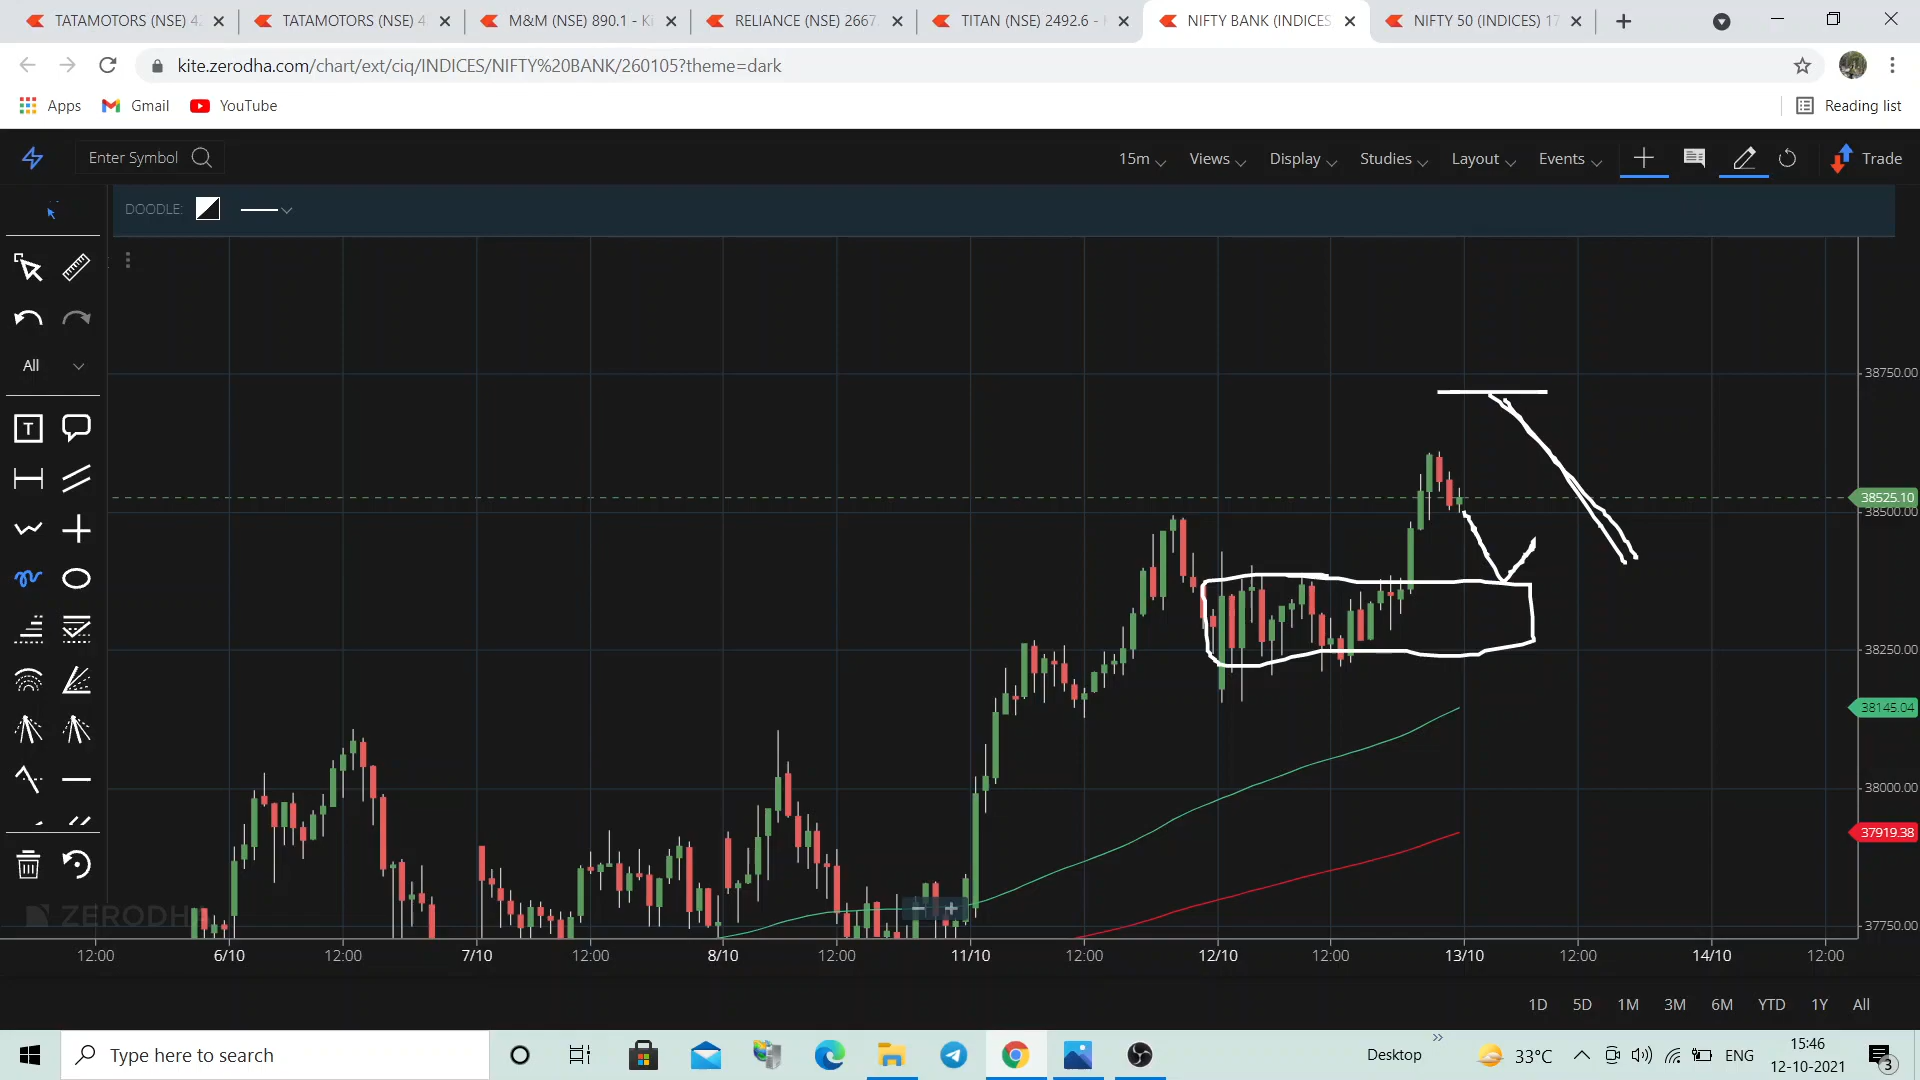 TATAMOTORS (NSE) 42
TATAMOTORS (NSE) 4
M&M (NSE) 890.1 - Ki
RELIANCE (NSE) 2667.
TITAN (NSE) 2492.6 -
NIFTY BANK (INDICES
NIFTY 50 (INDICES) 17
kite.zerodha.com/chart/ext/ciq/INDICES/NIFTY%20BANK/260105?theme=dark
Apps
Gmail
YouTube
Reading list
Enter Symbol
15m
Views
Display
Studies
Layout
Events
Trade
DOODLE:
All
T
38750.00
38525.10
38500.00
38250.00
38145.04
38000.00
37919.38
37750.00
ZERODHA
12:00
6/10
12:00
7/10
12:00
8/10
12:00
11/10
12:00
12/10
12:00
13/10
12:00
14/10
12:00
1D
5D
1M
3M
6M
YTD
1Y
All
Type here to search
Desktop
33°C
ENG
15:46
12-10-2021
3